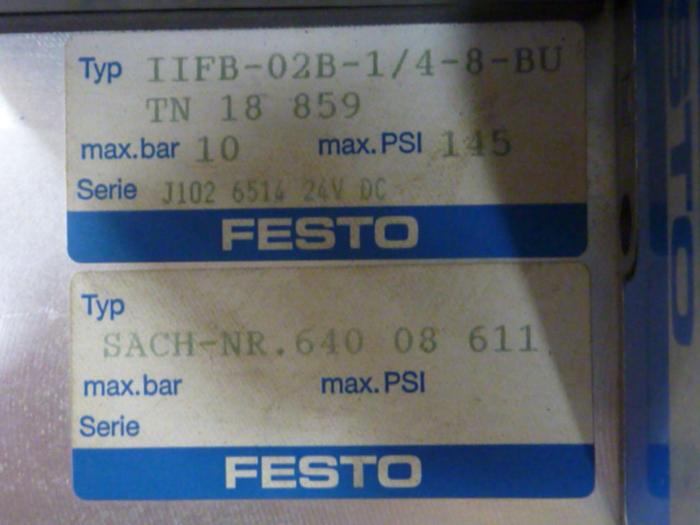 Typ IIFB-02B-1/4-8-BU
TN 18 859
max.bar 10 max.PSI 145
Serie J102 6514 24V DC
FESTO
Typ
SACH-NR.640 08 611
max.bar max.PSI
Serie
FESTO
STO